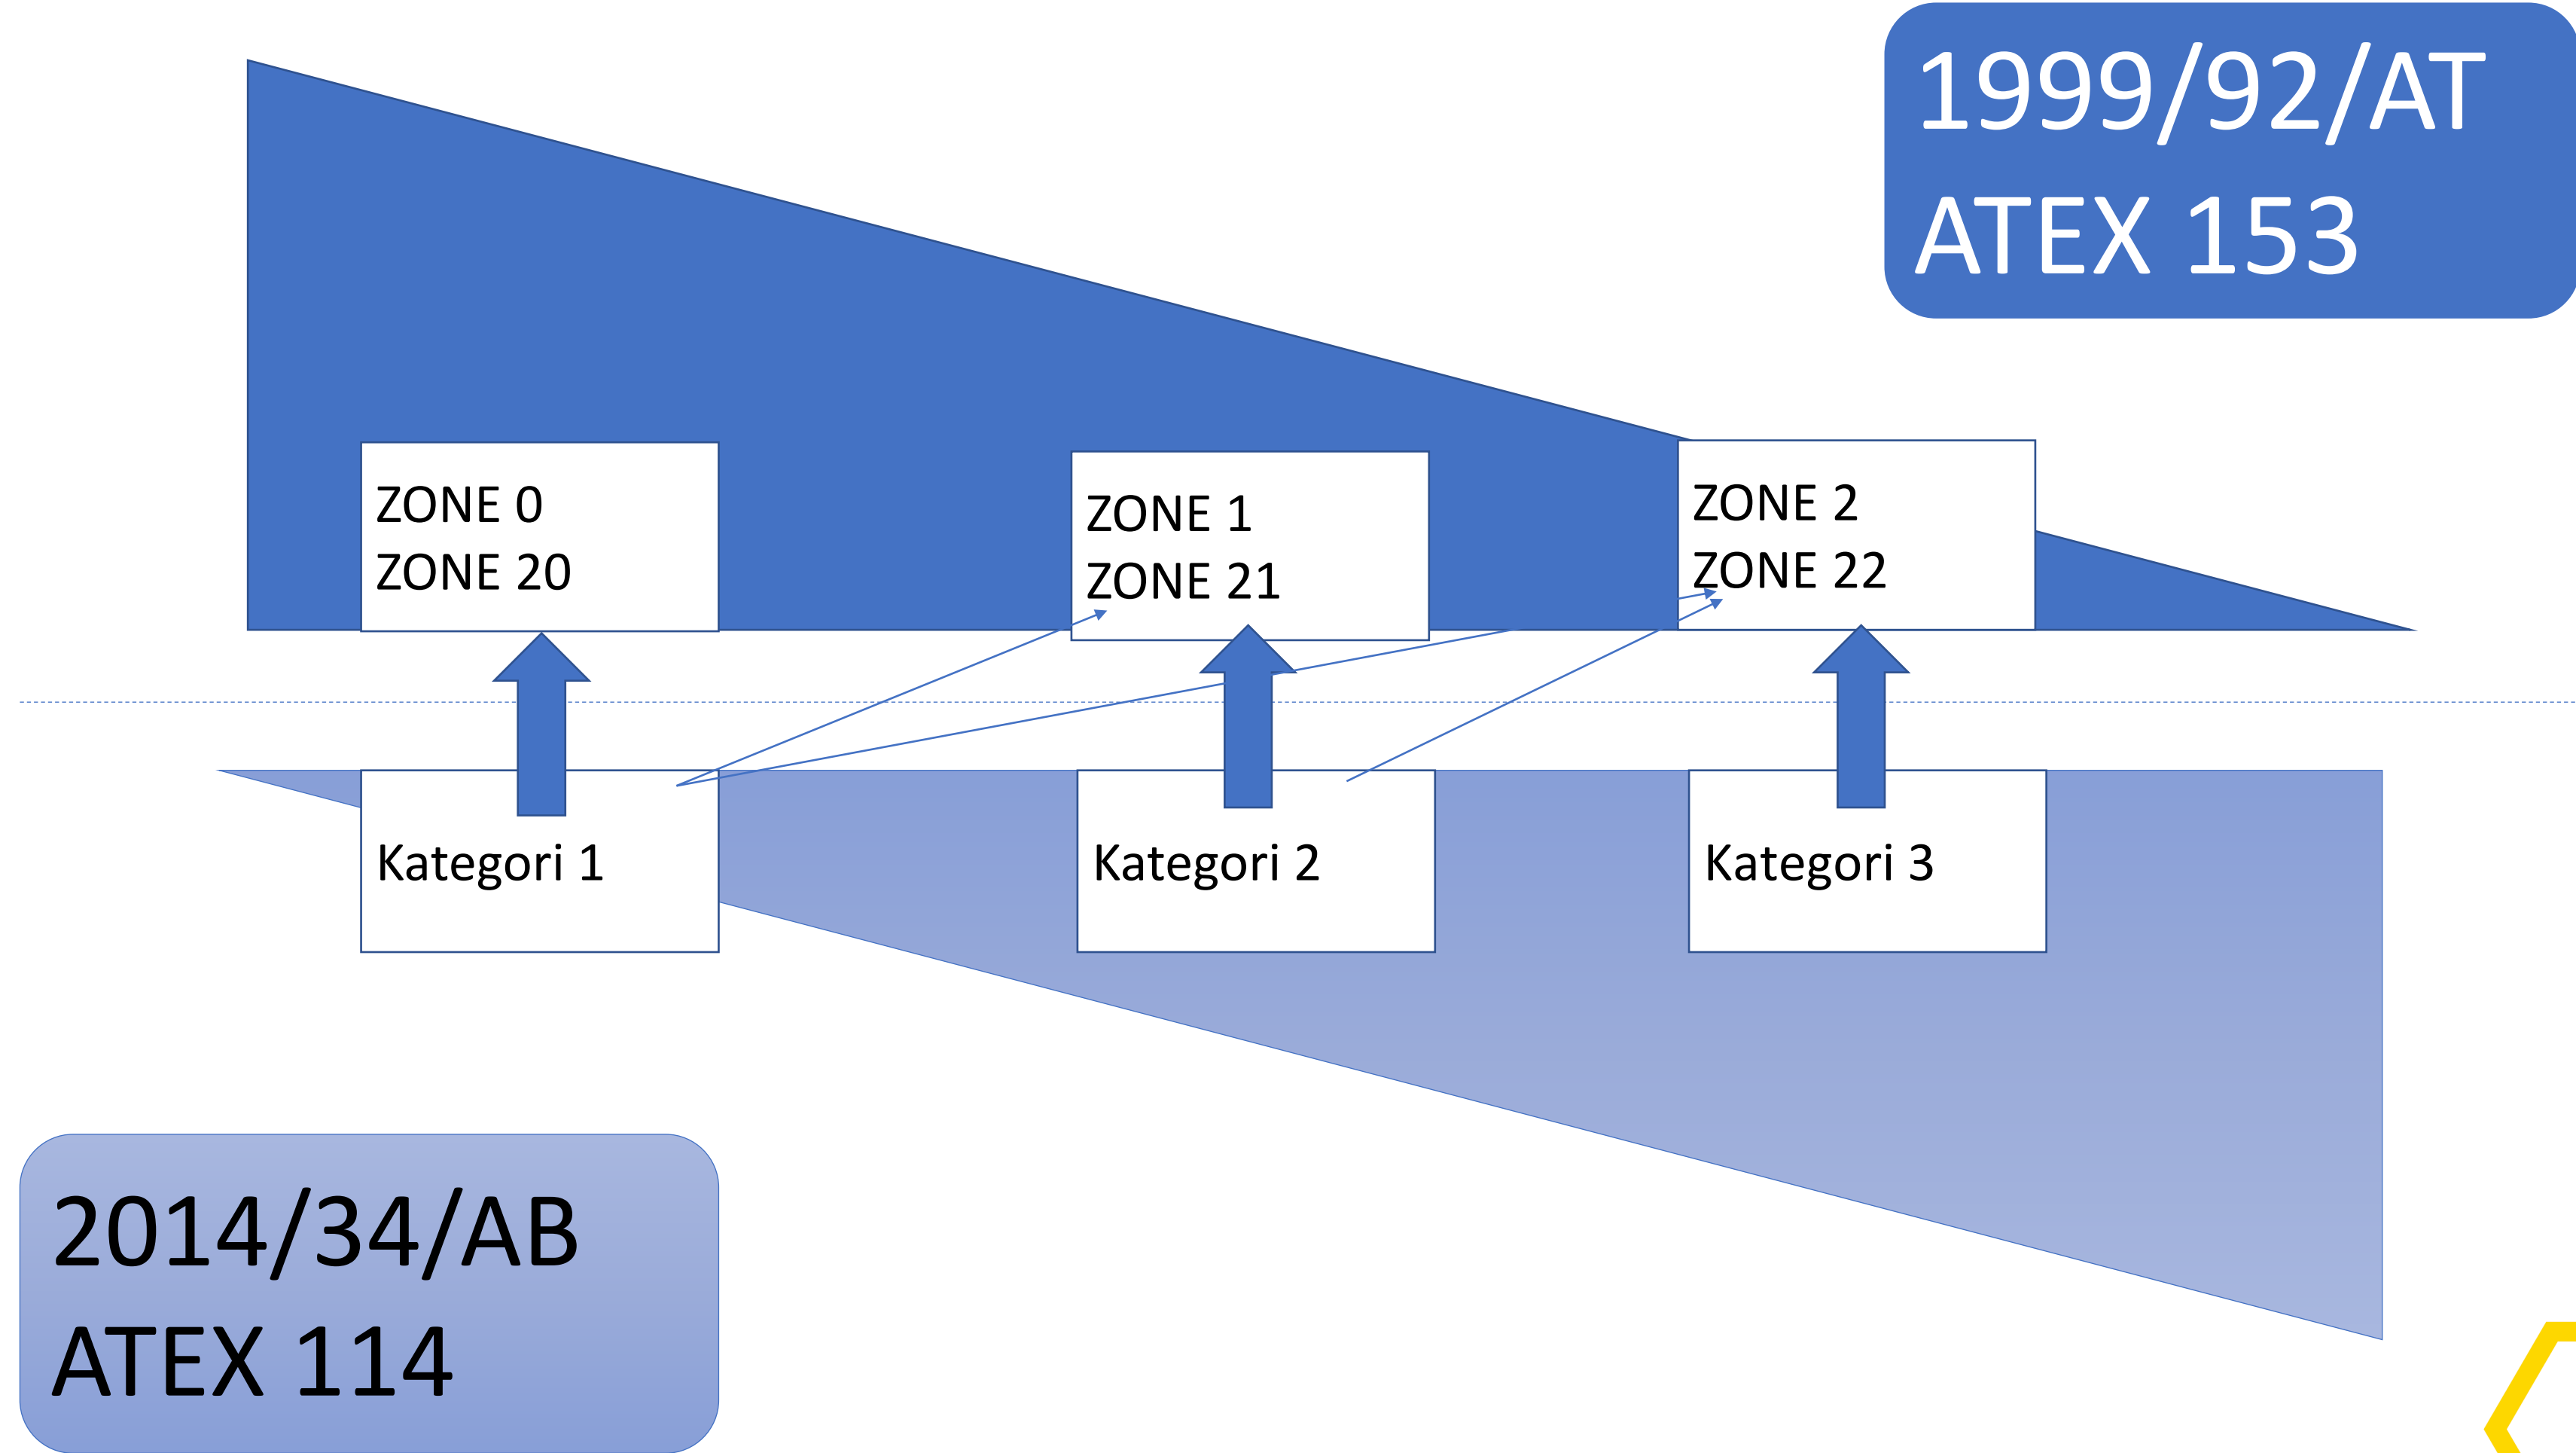 1999/92/AT
ATEX 153
ZONE 0
ZONE 20
ZONE 1
ZONE 21
ZONE 2
ZONE 22
Kategori 1
Kategori 2
Kategori 3
2014/34/AB
ATEX 114